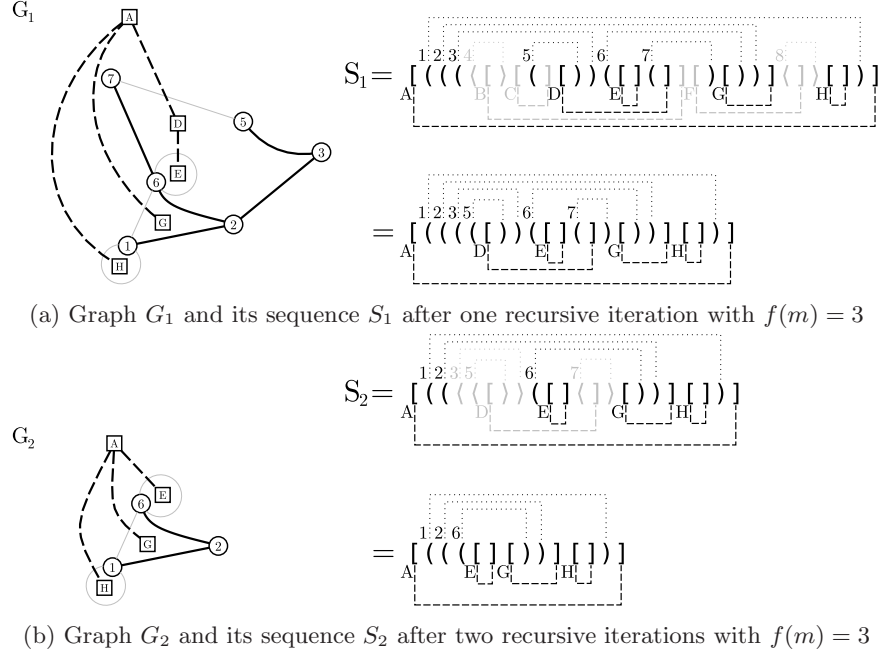 G1
A
7
5
D
3
E
6
G
2
1
H
1 2 3 4 5 6 7 8
S1= [ ( ( ( ⟨ [ ⟩ [ ( ] [ ) ) ( [ ] ( ] ] [ ) [ ) ) ] ⟨ ] ⟩ [ ] ) ]
A B C D E F G H
1 2 3 5 6 7
= [ ( ( ( ( [ ) ) ( [ ] ( ] ) [ ) ) ] [ ] ) ]
A D E G H
(a) Graph G1 and its sequence S1 after one recursive iteration with f(m) = 3
G2
A
E
6
G
2
1
H
1 2 3 5 6 7
S2= [ ( ( ⟨ ⟨ [ ⟩ ⟩ ( [ ] ⟨ ] ⟩ [ ) ) ] [ ] ) ]
A D E G H
1 2 6
= [ ( ( ( [ ] [ ) ) ] [ ] ) ]
A E G H
(b) Graph G2 and its sequence S2 after two recursive iterations with f(m) = 3